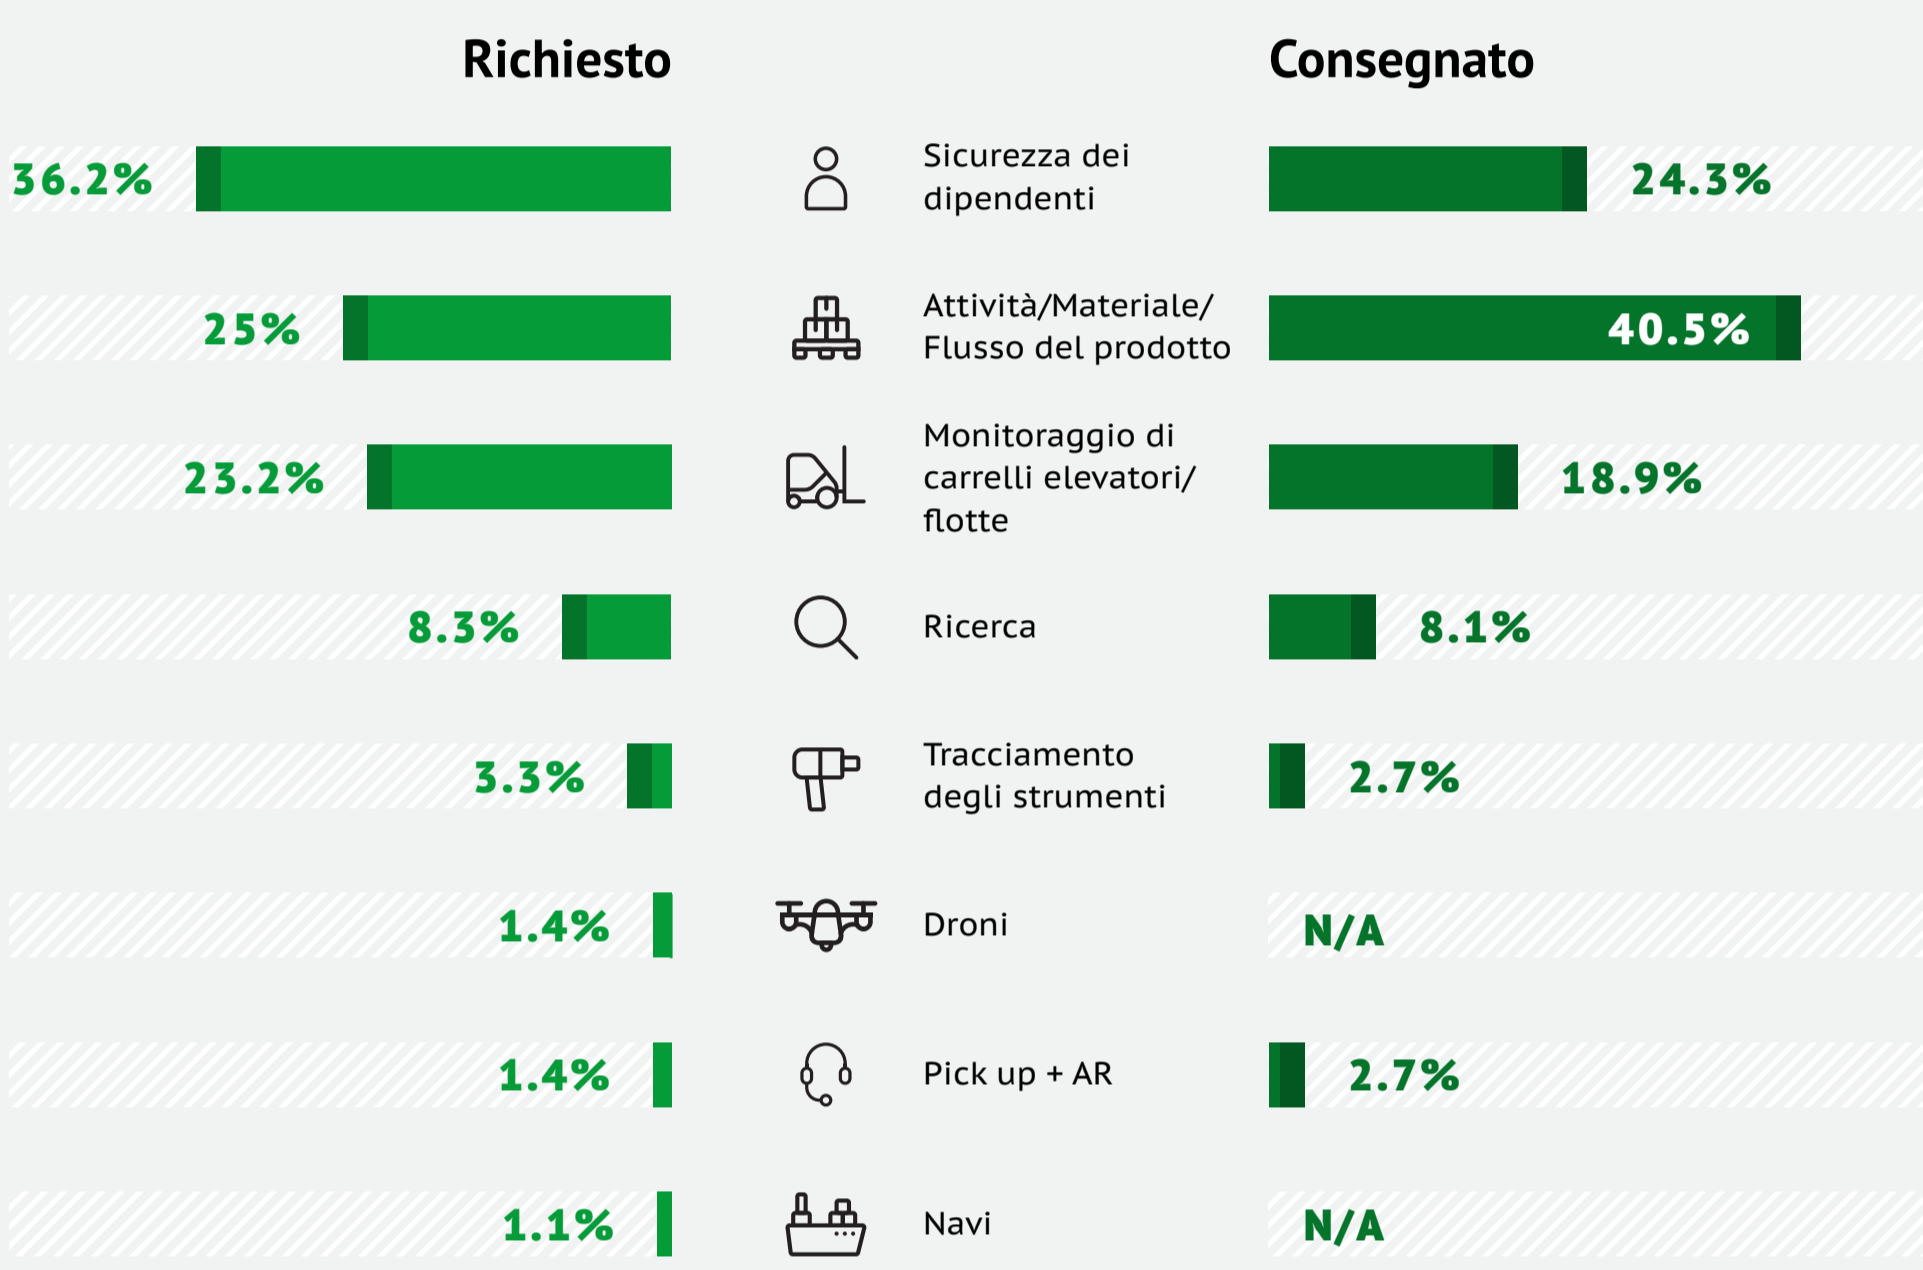 Richiesto
Consegnato
36.2%
Sicurezza dei
dipendenti
24.3%
25%
Attività/Materiale/
Flusso del prodotto
40.5%
23.2%
Monitoraggio di
carrelli elevatori/
flotte
18.9%
8.3%
Ricerca
8.1%
3.3%
Tracciamento
degli strumenti
2.7%
1.4%
Droni
N/A
1.4%
Pick up + AR
2.7%
1.1%
Navi
N/A